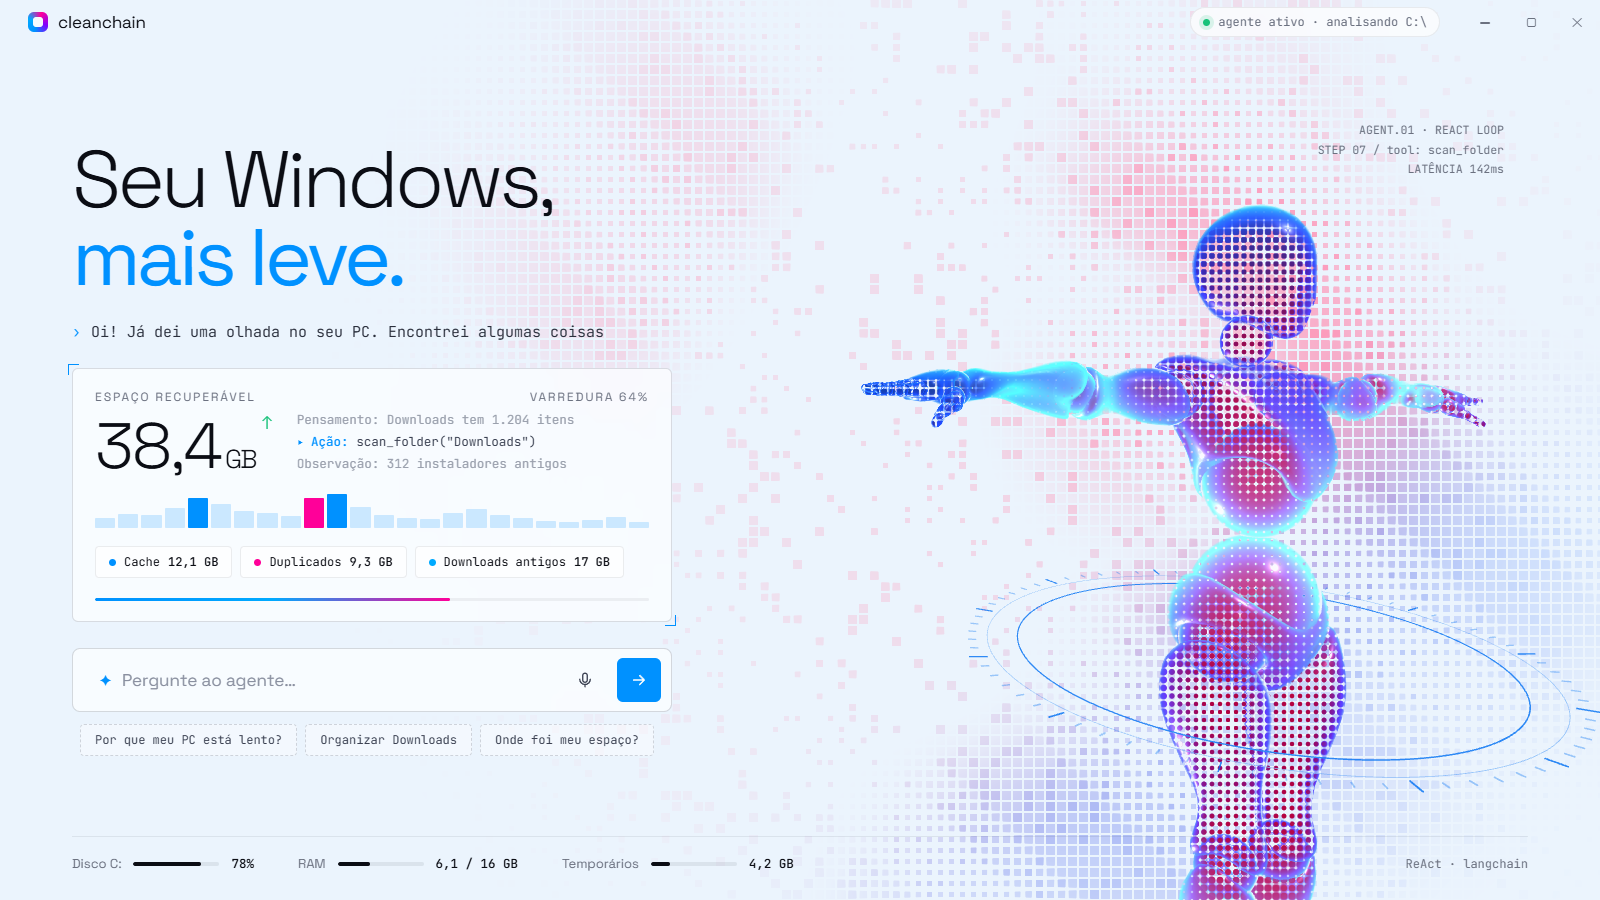 cleanchain
agente ativo · analisando C:\
AGENT.01 · REACT LOOP
STEP 07 / tool: scan_folder
LATÊNCIA 142ms
Seu Windows,
mais leve.
› Oi! Já dei uma olhada no seu PC. Encontrei algumas coisas
ESPAÇO RECUPERÁVEL
VARREDURA 64%
38,4 GB ↑
Pensamento: Downloads tem 1.204 itens
▸ Ação: scan_folder("Downloads")
Observação: 312 instaladores antigos
Cache 12,1 GB
Duplicados 9,3 GB
Downloads antigos 17 GB
Pergunte ao agente...
Por que meu PC está lento?
Organizar Downloads
Onde foi meu espaço?
Disco C: 78%
RAM 6,1 / 16 GB
Temporários 4,2 GB
ReAct · langchain